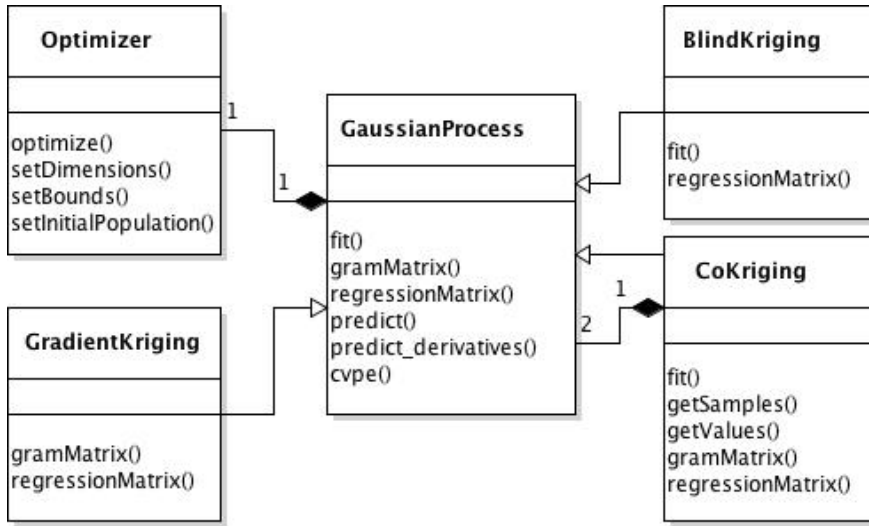 Optimizer
optimize()
setDimensions()
setBounds()
setInitialPopulation()
1
1
GaussianProcess
fit()
gramMatrix()
regressionMatrix()
predict()
predict_derivatives()
cvpe()
BlindKriging
fit()
regressionMatrix()
GradientKriging
gramMatrix()
regressionMatrix()
1
2
CoKriging
fit()
getSamples()
getValues()
gramMatrix()
regressionMatrix()